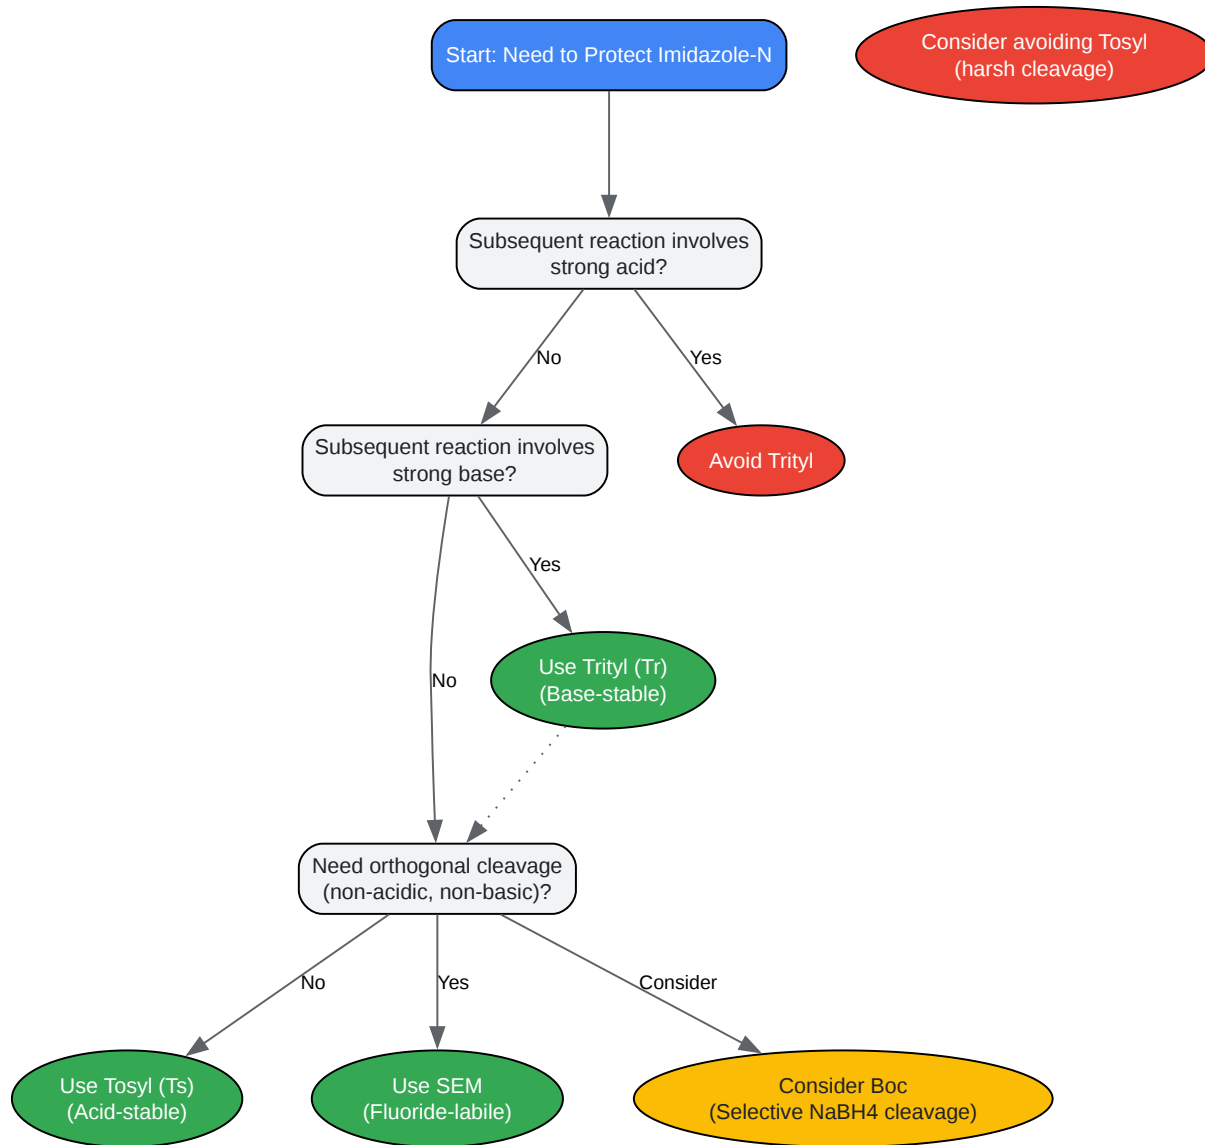 Start: Need to Protect Imidazole-N
Consider avoiding Tosyl
(harsh cleavage)
Subsequent reaction involves
strong acid?
No
Yes
Subsequent reaction involves
strong base?
Avoid Trityl
Yes
No
Use Trityl (Tr)
(Base-stable)
Need orthogonal cleavage
(non-acidic, non-basic)?
No
Yes
Consider
Use Tosyl (Ts)
(Acid-stable)
Use SEM
(Fluoride-labile)
Consider Boc
(Selective NaBH4 cleavage)